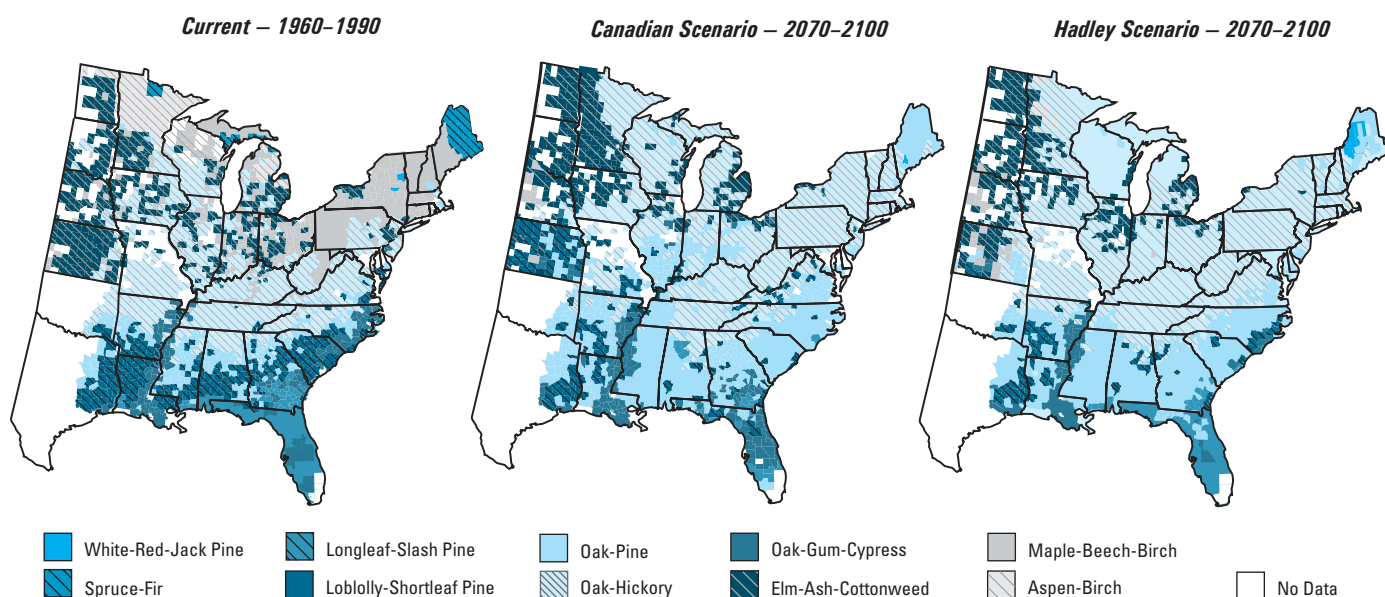 Current – 1960–1990
Canadian Scenario – 2070–2100
Hadley Scenario – 2070–2100
White-Red-Jack Pine
Longleaf-Slash Pine
Oak-Pine
Oak-Gum-Cypress
Maple-Beech-Birch
Spruce-Fir
Loblolly-Shortleaf Pine
Oak-Hickory
Elm-Ash-Cottonweed
Aspen-Birch
No Data